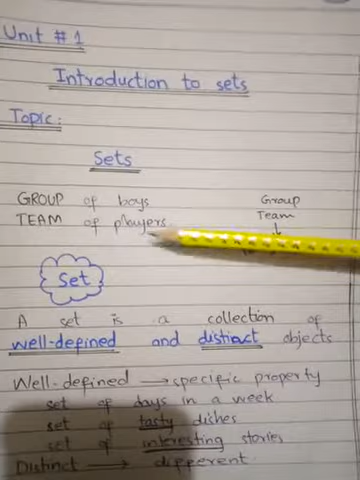 Unit # 1
Introduction to sets
Topic:
Sets
GROUP of boys
TEAM of players
Group
Team
Set
A set is a collection of
well-defined and distinct objects
Well-defined → specific property
set of days in a week
set of tasty dishes
set of interesting stories
Distinct → different